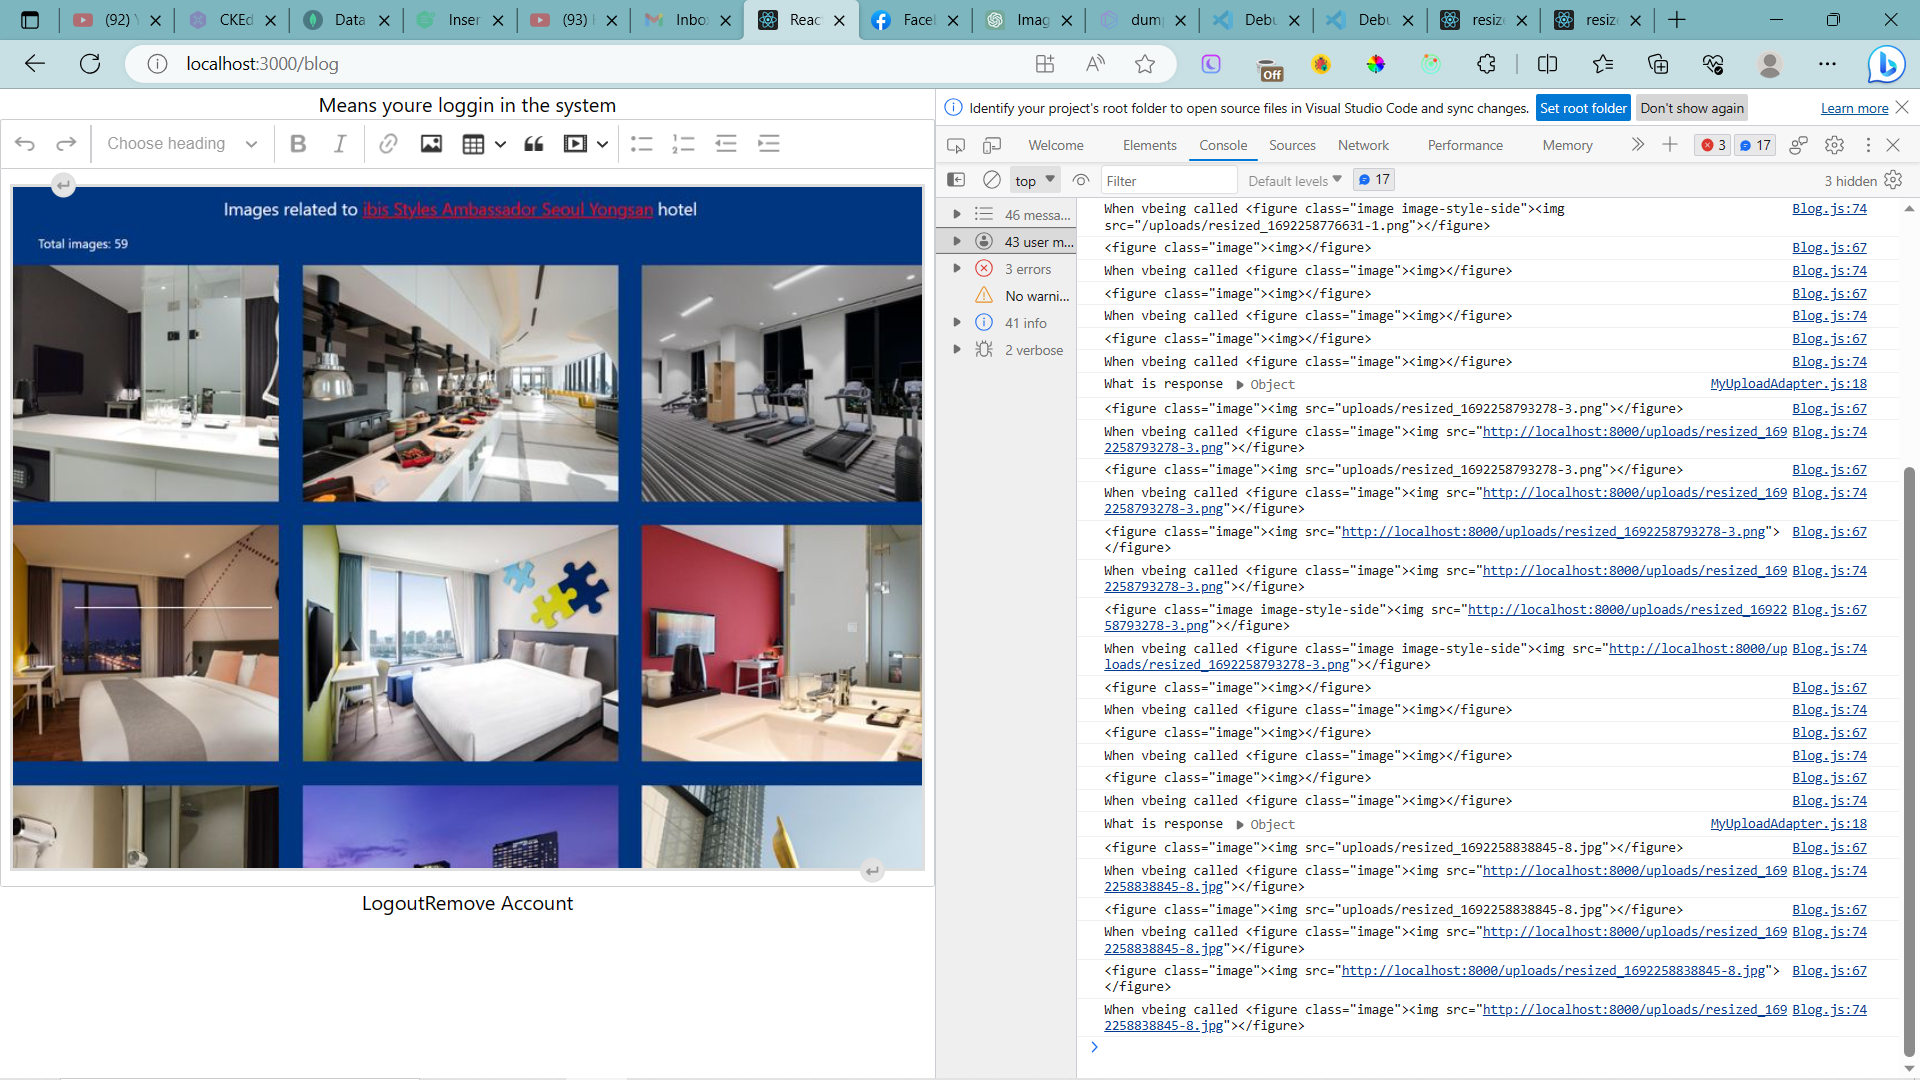 (92) Y
CKEd
Data
Inser
(93) I
Inbo
Reac
Facel
Imag
dump
Debu
Debu
resize
resize
localhost:3000/blog
Off
Means youre loggin in the system
Choose heading
B I
Images related to ibis Styles Ambassador Seoul Yongsan hotel
Total images: 59
LogoutRemove Account
Identify your project's root folder to open source files in Visual Studio Code and sync changes. Set root folder Don't show again Learn more
Welcome Elements Console Sources Network Performance Memory 3 17
top Filter Default levels 17 3 hidden
46 messa...
43 user m...
3 errors
No warni...
41 info
2 verbose
When vbeing called <figure class="image image-style-side"><img Blog.js:74
src="/uploads/resized_1692258776631-1.png"></figure>
<figure class="image"><img></figure> Blog.js:67
When vbeing called <figure class="image"><img></figure> Blog.js:74
<figure class="image"><img></figure> Blog.js:67
When vbeing called <figure class="image"><img></figure> Blog.js:74
<figure class="image"><img></figure> Blog.js:67
When vbeing called <figure class="image"><img></figure> Blog.js:74
What is response Object MyUploadAdapter.js:18
<figure class="image"><img src="uploads/resized_1692258793278-3.png"></figure> Blog.js:67
When vbeing called <figure class="image"><img src="http://localhost:8000/uploads/resized_169 Blog.js:74
2258793278-3.png"></figure>
<figure class="image"><img src="uploads/resized_1692258793278-3.png"></figure> Blog.js:67
When vbeing called <figure class="image"><img src="http://localhost:8000/uploads/resized_169 Blog.js:74
2258793278-3.png"></figure>
<figure class="image"><img src="http://localhost:8000/uploads/resized_1692258793278-3.png"> Blog.js:67
</figure>
When vbeing called <figure class="image"><img src="http://localhost:8000/uploads/resized_169 Blog.js:74
2258793278-3.png"></figure>
<figure class="image image-style-side"><img src="http://localhost:8000/uploads/resized_16922 Blog.js:67
58793278-3.png"></figure>
When vbeing called <figure class="image image-style-side"><img src="http://localhost:8000/up Blog.js:74
loads/resized_1692258793278-3.png"></figure>
<figure class="image"><img></figure> Blog.js:67
When vbeing called <figure class="image"><img></figure> Blog.js:74
<figure class="image"><img></figure> Blog.js:67
When vbeing called <figure class="image"><img></figure> Blog.js:74
<figure class="image"><img></figure> Blog.js:67
When vbeing called <figure class="image"><img></figure> Blog.js:74
What is response Object MyUploadAdapter.js:18
<figure class="image"><img src="uploads/resized_1692258838845-8.jpg"></figure> Blog.js:67
When vbeing called <figure class="image"><img src="http://localhost:8000/uploads/resized_169 Blog.js:74
2258838845-8.jpg"></figure>
<figure class="image"><img src="uploads/resized_1692258838845-8.jpg"></figure> Blog.js:67
When vbeing called <figure class="image"><img src="http://localhost:8000/uploads/resized_169 Blog.js:74
2258838845-8.jpg"></figure>
<figure class="image"><img src="http://localhost:8000/uploads/resized_1692258838845-8.jpg"> Blog.js:67
</figure>
When vbeing called <figure class="image"><img src="http://localhost:8000/uploads/resized_169 Blog.js:74
2258838845-8.jpg"></figure>